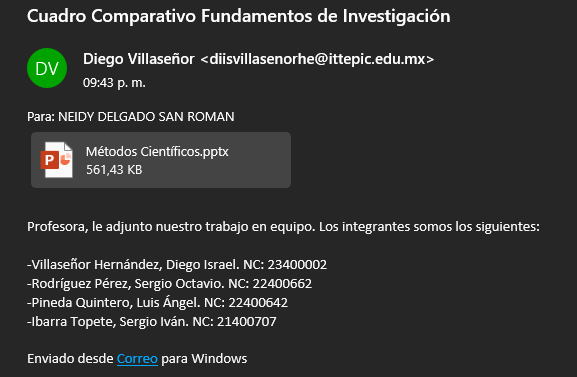 Cuadro Comparativo Fundamentos de Investigación
DV
Diego Villaseñor <diisvillasenorhe@ittepic.edu.mx>
09:43 p. m.
Para: NEIDY DELGADO SAN ROMAN
P
Métodos Científicos.pptx
561,43 KB
Profesora, le adjunto nuestro trabajo en equipo. Los integrantes somos los siguientes:
-Villaseñor Hernández, Diego Israel. NC: 23400002
-Rodríguez Pérez, Sergio Octavio. NC: 22400662
-Pineda Quintero, Luis Ángel. NC: 22400642
-Ibarra Topete, Sergio Iván. NC: 21400707
Enviado desde Correo para Windows